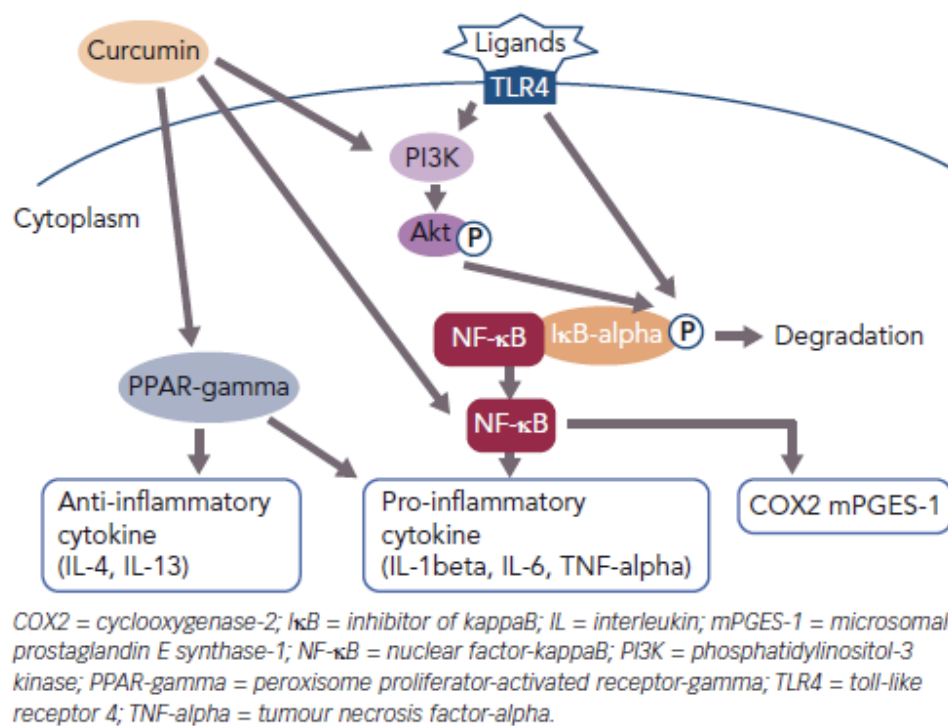 Curcumin
Ligands
TLR4
PI3K
Cytoplasm
Akt
P
NF-κB
IκB-alpha
P
Degradation
PPAR-gamma
NF-κB
Anti-inflammatory
cytokine
(IL-4, IL-13)
Pro-inflammatory
cytokine
(IL-1beta, IL-6, TNF-alpha)
COX2 mPGES-1
COX2 = cyclooxygenase-2; IκB = inhibitor of kappaB; IL = interleukin; mPGES-1 = microsomal
prostaglandin E synthase-1; NF-κB = nuclear factor-kappaB; PI3K = phosphatidylinositol-3
kinase; PPAR-gamma = peroxisome proliferator-activated receptor-gamma; TLR4 = toll-like
receptor 4; TNF-alpha = tumour necrosis factor-alpha.